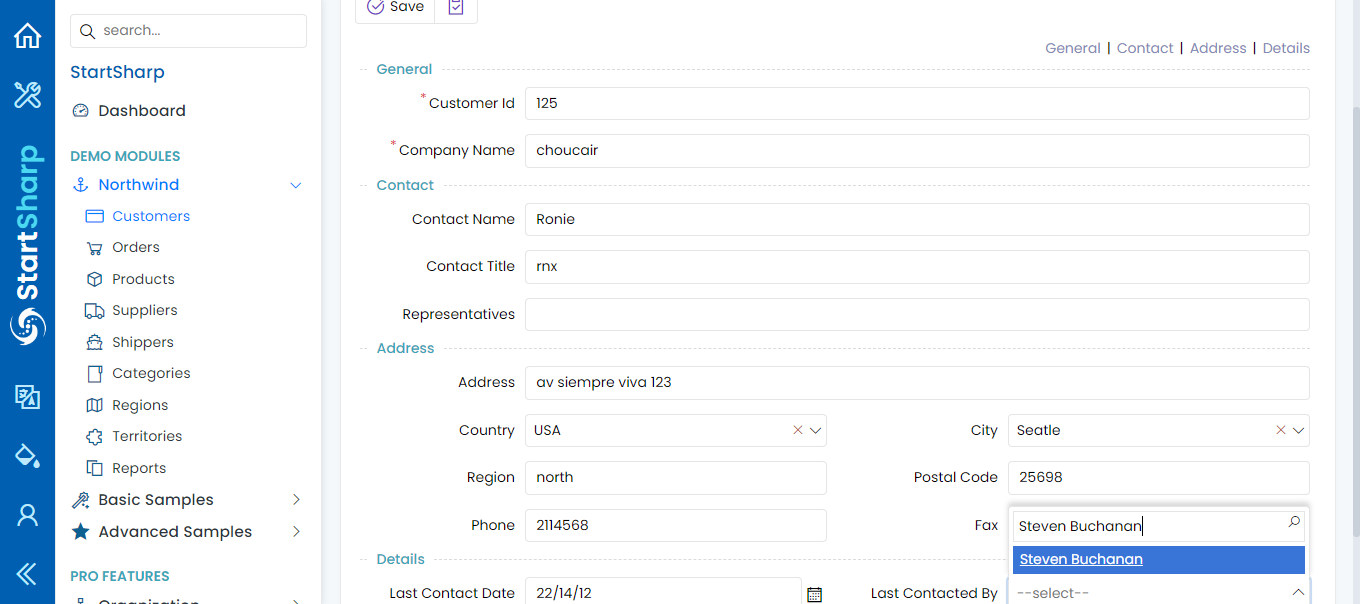 StartSharp
search...
StartSharp
Dashboard
DEMO MODULES
Northwind
Customers
Orders
Products
Suppliers
Shippers
Categories
Regions
Territories
Reports
Basic Samples
Advanced Samples
PRO FEATURES
Organization
Save
General | Contact | Address | Details
General
*Customer Id 125
*Company Name choucair
Contact
Contact Name Ronie
Contact Title rnx
Representatives
Address
Address av siempre viva 123
Country USA City Seatle
Region north Postal Code 25698
Phone 2114568 Fax Steven Buchanan
Steven Buchanan
Details
Last Contact Date 22/14/12 Last Contacted By --select--